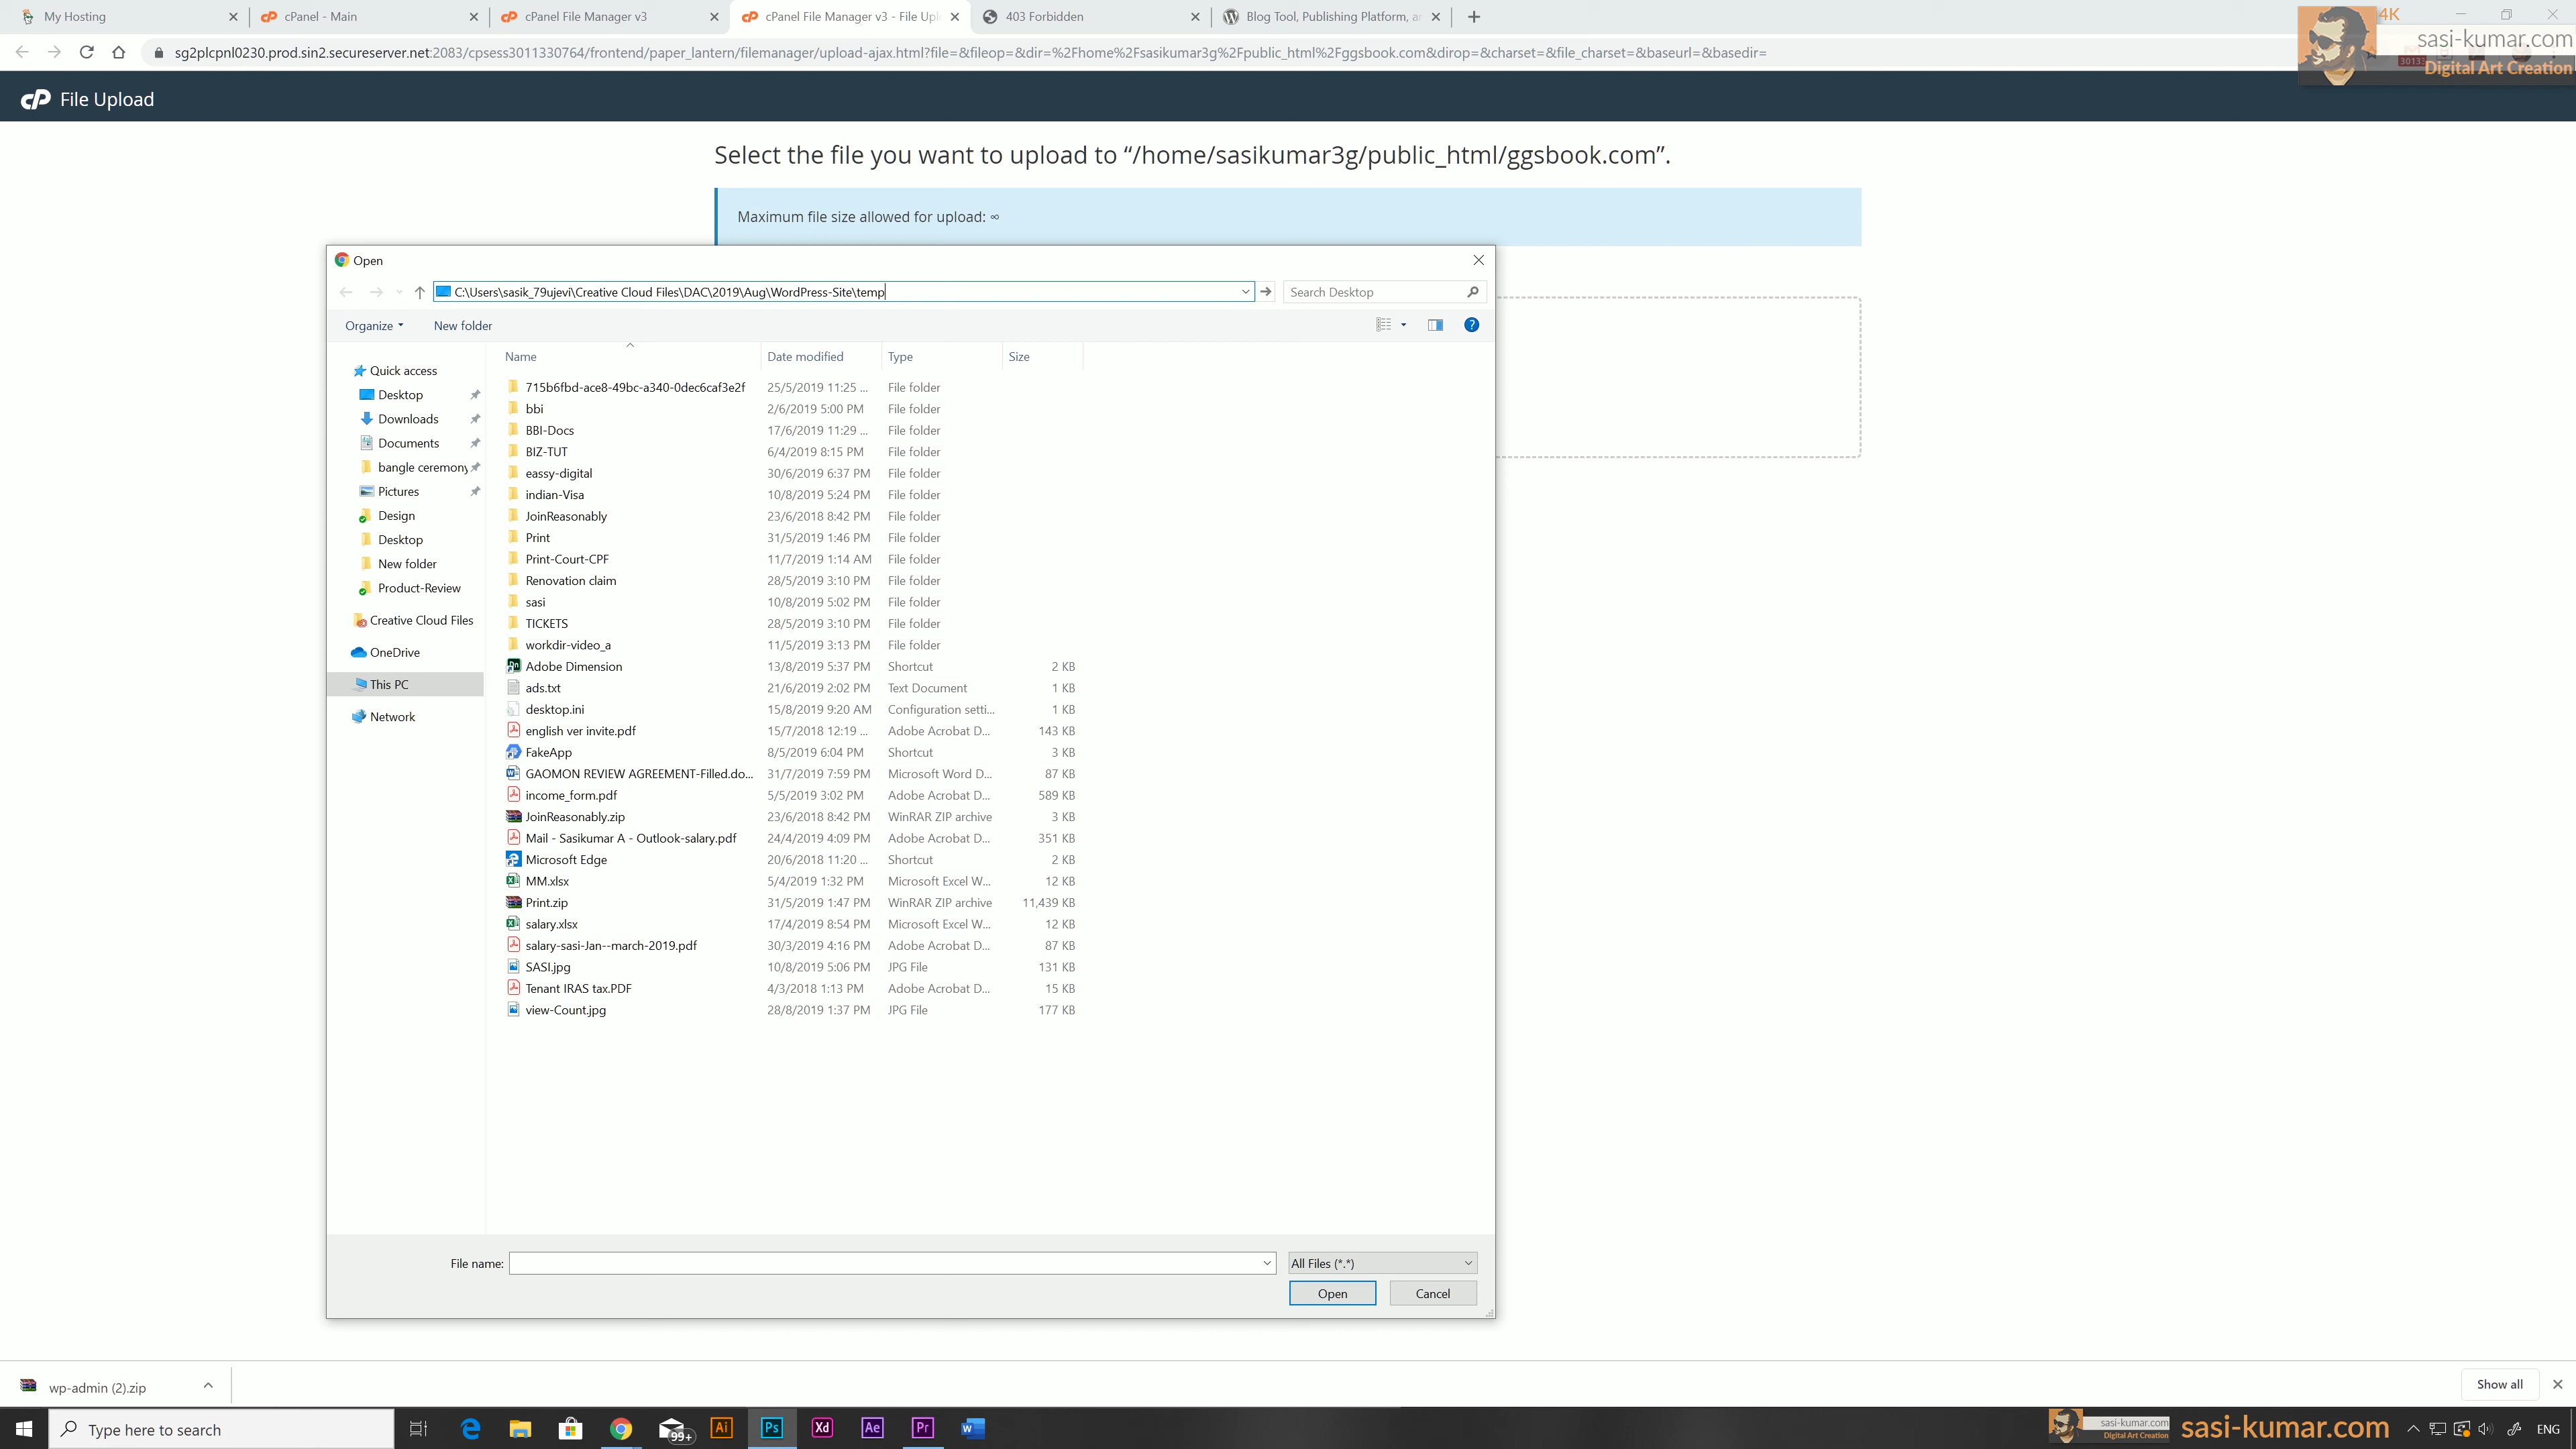 My Hosting
cPanel - Main
cPanel File Manager v3
cPanel File Manager v3 - File Upl
403 Forbidden
Blog Tool, Publishing Platform, an
4K
sg2plcpnl0230.prod.sin2.secureserver.net:2083/cpsess3011330764/frontend/paper_lantern/filemanager/upload-ajax.html?file=&fileop=&dir=%2Fhome%2Fsasikumar3g%2Fpublic_html%2Fggsbook.com&dirop=&charset=&file_charset=&baseurl=&basedir=
sasi-kumar.com
Digital Art Creation
cP File Upload
Select the file you want to upload to “/home/sasikumar3g/public_html/ggsbook.com”.
Maximum file size allowed for upload: ∞
Open
C:\Users\sasik_79ujevi\Creative Cloud Files\DAC\2019\Aug\WordPress-Site\temp
Search Desktop
Organize
New folder
Name Date modified Type Size
Quick access
Desktop
Downloads
Documents
bangle ceremony
Pictures
Design
Desktop
New folder
Product-Review
Creative Cloud Files
OneDrive
This PC
Network
715b6fbd-ace8-49bc-a340-0dec6caf3e2f 25/5/2019 11:25 ... File folder
bbi 2/6/2019 5:00 PM File folder
BBI-Docs 17/6/2019 11:29 ... File folder
BIZ-TUT 6/4/2019 8:15 PM File folder
eassy-digital 30/6/2019 6:37 PM File folder
indian-Visa 10/8/2019 5:24 PM File folder
JoinReasonably 23/6/2018 8:42 PM File folder
Print 31/5/2019 1:46 PM File folder
Print-Court-CPF 11/7/2019 1:14 AM File folder
Renovation claim 28/5/2019 3:10 PM File folder
sasi 10/8/2019 5:02 PM File folder
TICKETS 28/5/2019 3:10 PM File folder
workdir-video_a 11/5/2019 3:13 PM File folder
Adobe Dimension 13/8/2019 5:37 PM Shortcut 2 KB
ads.txt 21/6/2019 2:02 PM Text Document 1 KB
desktop.ini 15/8/2019 9:20 AM Configuration setti... 1 KB
english ver invite.pdf 15/7/2018 12:19 ... Adobe Acrobat D... 143 KB
FakeApp 8/5/2019 6:04 PM Shortcut 3 KB
GAOMON REVIEW AGREEMENT-Filled.do... 31/7/2019 7:59 PM Microsoft Word D... 87 KB
income_form.pdf 5/5/2019 3:02 PM Adobe Acrobat D... 589 KB
JoinReasonably.zip 23/6/2018 8:42 PM WinRAR ZIP archive 3 KB
Mail - Sasikumar A - Outlook-salary.pdf 24/4/2019 4:09 PM Adobe Acrobat D... 351 KB
Microsoft Edge 20/6/2018 11:20 ... Shortcut 2 KB
MM.xlsx 5/4/2019 1:32 PM Microsoft Excel W... 12 KB
Print.zip 31/5/2019 1:47 PM WinRAR ZIP archive 11,439 KB
salary.xlsx 17/4/2019 8:54 PM Microsoft Excel W... 12 KB
salary-sasi-Jan--march-2019.pdf 30/3/2019 4:16 PM Adobe Acrobat D... 87 KB
SASI.jpg 10/8/2019 5:06 PM JPG File 131 KB
Tenant IRAS tax.PDF 4/3/2018 1:13 PM Adobe Acrobat D... 15 KB
view-Count.jpg 28/8/2019 1:37 PM JPG File 177 KB
File name:
All Files (*.*)
Open
Cancel
wp-admin (2).zip
Show all
Type here to search
99+
Ai
Ps
Xd
Ae
Pr
sasi-kumar.com
Digital Art Creation
sasi-kumar.com
ENG